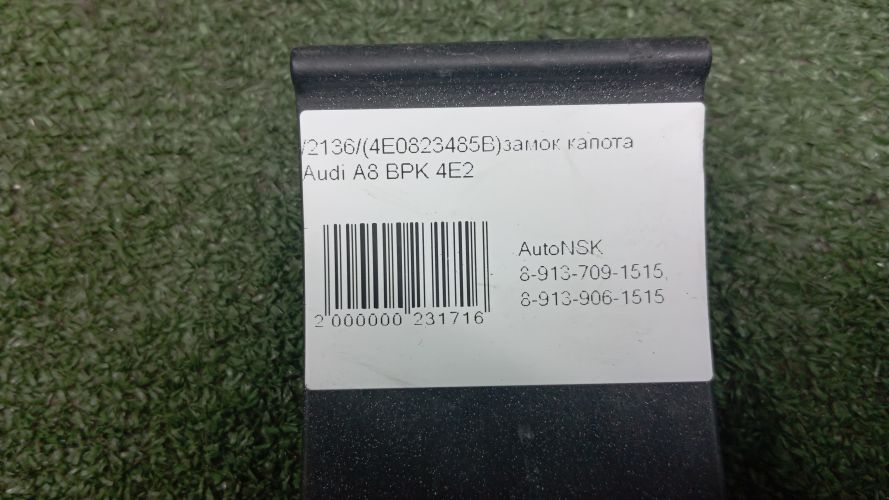 /2136/(4E0823485B)замок капота
Audi A8 BPK 4E2
AutoNSK
8-913-709-1515,
8-913-906-1515
2 000000 231716